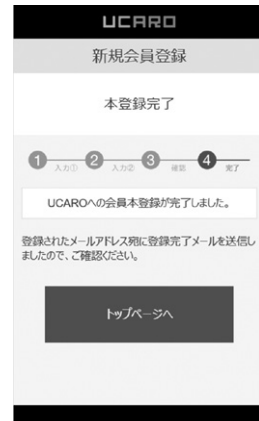 UCARO
新規会員登録
本登録完了
1 入力① 2 入力② 3 確認 4 完了
UCAROへの会員本登録が完了しました。
登録されたメールアドレス宛に登録完了メールを送信し
ましたので、ご確認ください。
トップページへ